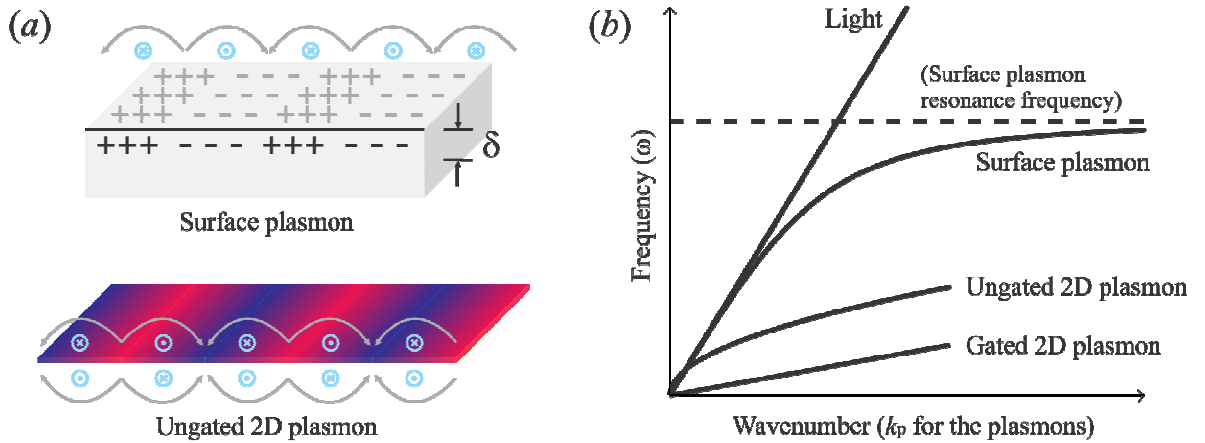 (a)
+++ - - - +++ - - -
+++ - - - +++ - - -
+++ - - - +++ - - -
+++ - - - +++ - - -
δ
Surface plasmon
Ungated 2D plasmon
(b)
Light
(Surface plasmon
resonance frequency)
Surface plasmon
Ungated 2D plasmon
Gated 2D plasmon
Frequency (ω)
Wavenumber (kₚ for the plasmons)